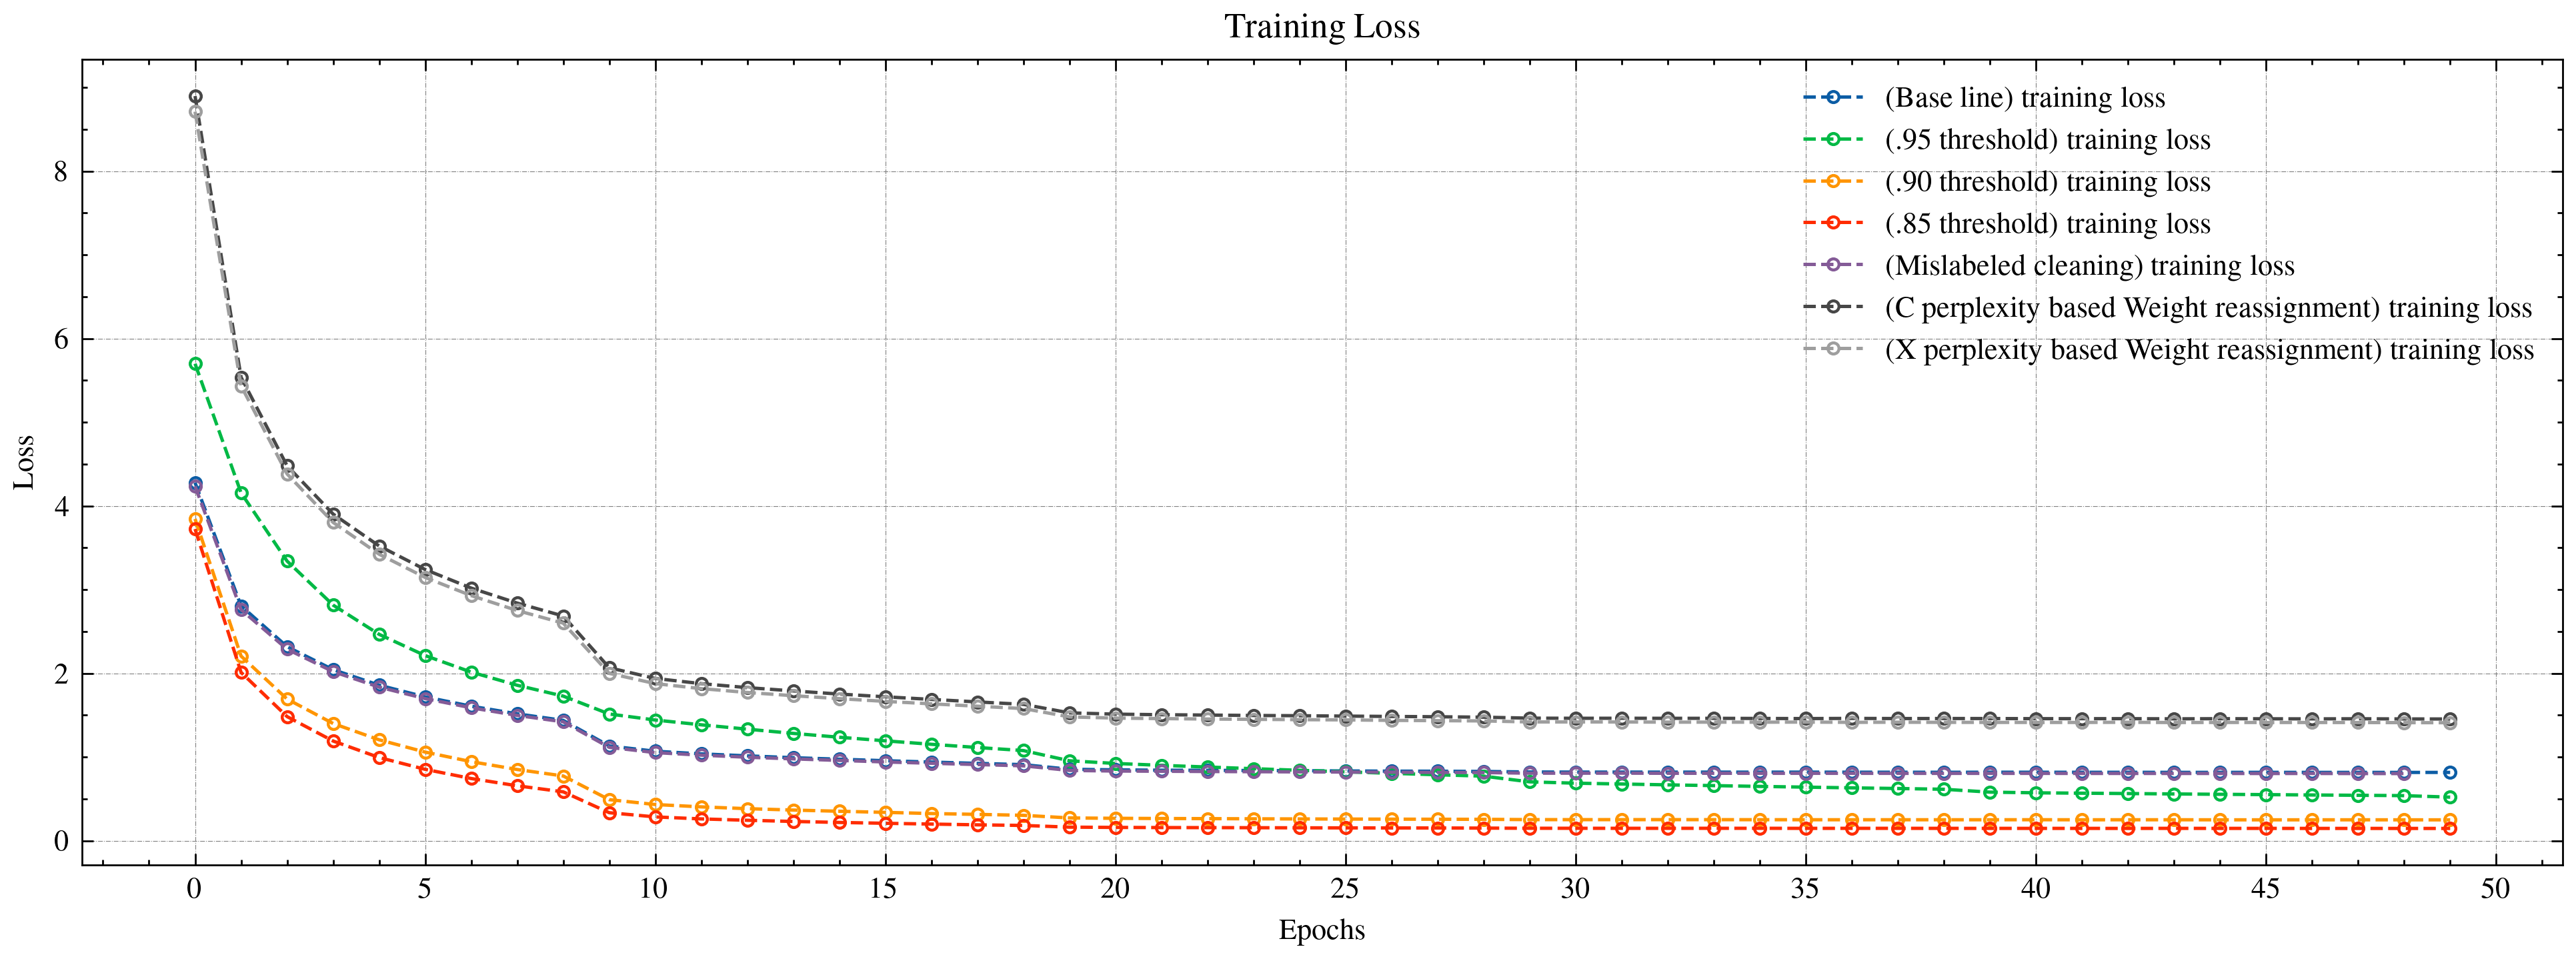 Training Loss
(Base line) training loss
(.95 threshold) training loss
(.90 threshold) training loss
(.85 threshold) training loss
(Mislabeled cleaning) training loss
(C perplexity based Weight reassignment) training loss
(X perplexity based Weight reassignment) training loss
Loss
8
6
4
2
0
0 5 10 15 20 25 30 35 40 45 50
Epochs